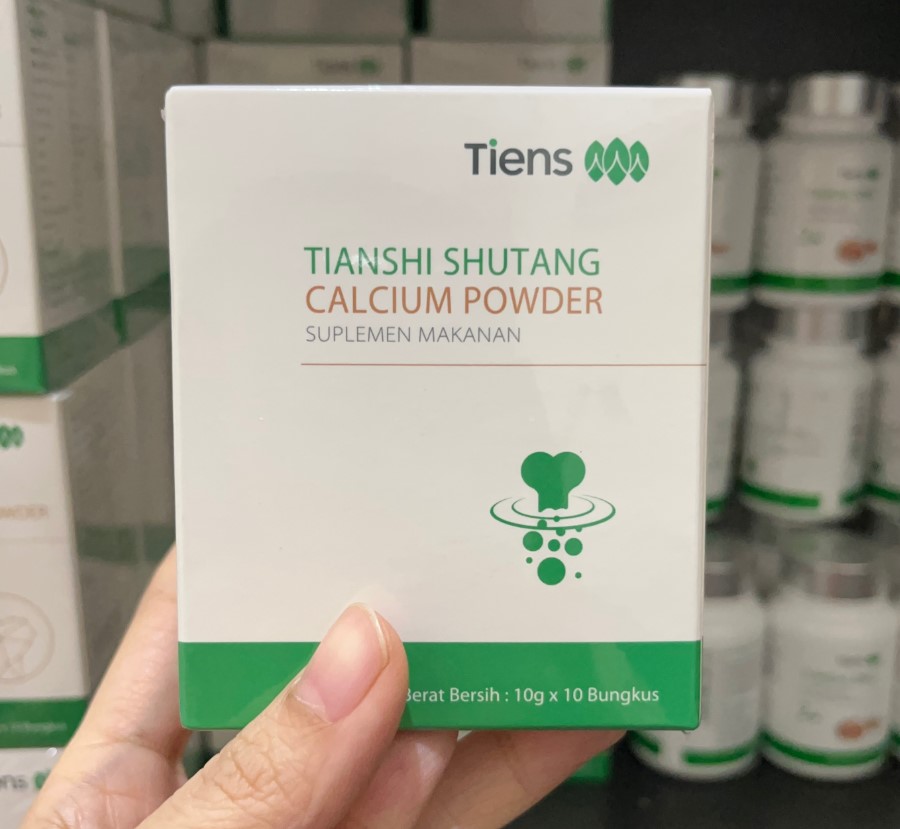 Tiens
TIANSHI SHUTANG
CALCIUM POWDER
SUPLEMEN MAKANAN
Berat Bersih : 10g x 10 Bungkus